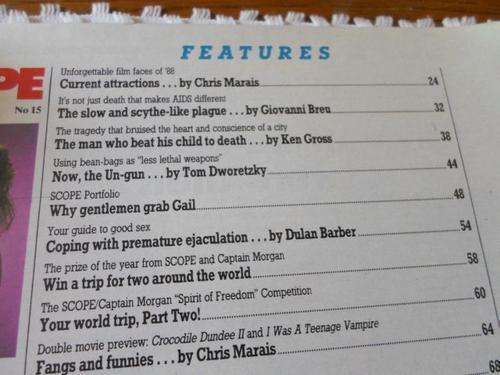 FEATURES
PE
No 15
Unforgettable film faces of '88
Current attractions . . . by Chris Marais 24
It's not just death that makes AIDS different
The slow and scythe-like plague . . . by Giovanni Breu 32
The tragedy that bruised the heart and conscience of a city
The man who beat his child to death . . . by Ken Gross 38
Using bean-bags as "less lethal weapons"
Now, the Un-gun . . . by Tom Dworetzky 44
SCOPE Portfolio
Why gentlemen grab Gail 48
Your guide to good sex
Coping with premature ejaculation . . . by Dulan Barber 54
The prize of the year from SCOPE and Captain Morgan
Win a trip for two around the world 58
The SCOPE/Captain Morgan "Spirit of Freedom" Competition
Your world trip, Part Two! 60
Double movie preview: Crocodile Dundee II and I Was A Teenage Vampire
Fangs and funnies . . . by Chris Marais 64
68